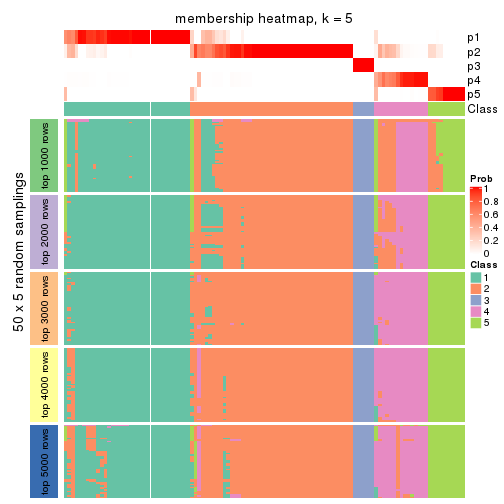 membership heatmap, k = 5
p1
p2
p3
p4
p5
Class
50 x 5 random samplings
top 1000 rows
top 2000 rows
top 3000 rows
top 4000 rows
top 5000 rows
Prob
1
0.8
0.6
0.4
0.2
0
Class
1
2
3
4
5